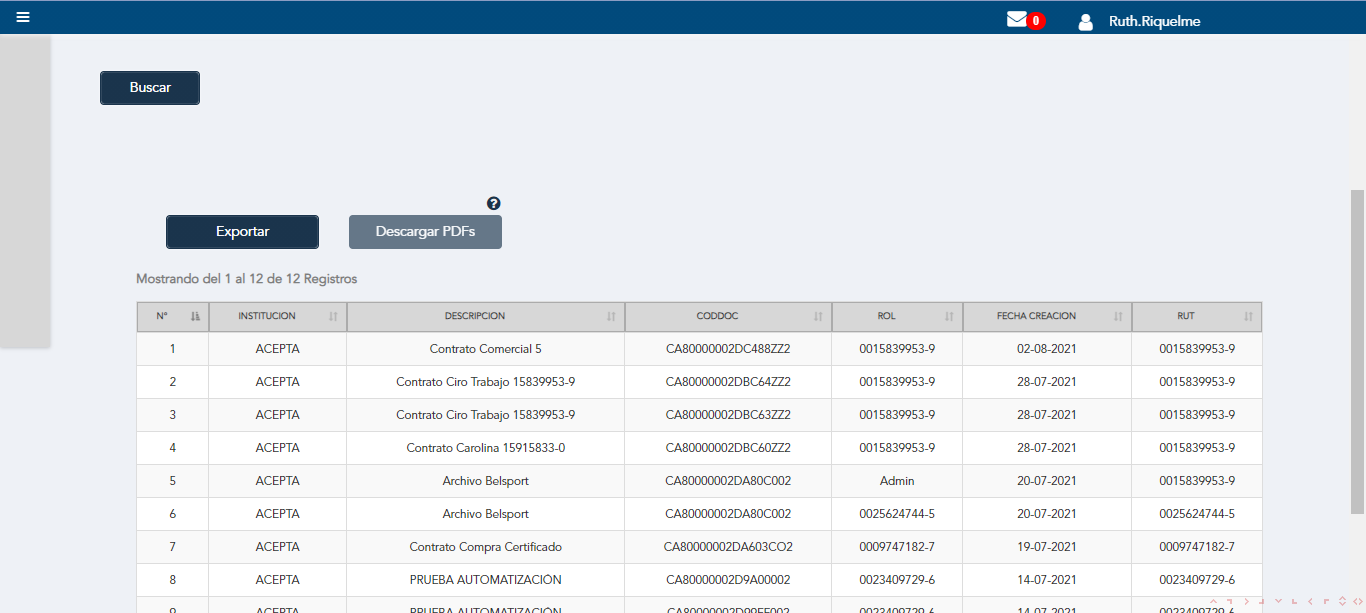 0 Ruth.Riquelme
Buscar
?
Exportar Descargar PDFs
Mostrando del 1 al 12 de 12 Registros
N° INSTITUCION DESCRIPCION CODDOC ROL FECHA CREACION RUT
1 ACEPTA Contrato Comercial 5 CA80000002DC488ZZ2 0015839953-9 02-08-2021 0015839953-9
2 ACEPTA Contrato Ciro Trabajo 15839953-9 CA80000002DBC64ZZ2 0015839953-9 28-07-2021 0015839953-9
3 ACEPTA Contrato Ciro Trabajo 15839953-9 CA80000002DBC63ZZ2 0015839953-9 28-07-2021 0015839953-9
4 ACEPTA Contrato Carolina 15915833-0 CA80000002DBC60ZZ2 0015839953-9 28-07-2021 0015839953-9
5 ACEPTA Archivo Belsport CA80000002DA80C002 Admin 20-07-2021 0015839953-9
6 ACEPTA Archivo Belsport CA80000002DA80C002 0025624744-5 20-07-2021 0025624744-5
7 ACEPTA Contrato Compra Certificado CA80000002DA603CO2 0009747182-7 19-07-2021 0009747182-7
8 ACEPTA PRUEBA AUTOMATIZACIÓN CA80000002D9A00002 0023409729-6 14-07-2021 0023409729-6
9 ACEPTA PRUEBA AUTOMATIZACIÓN 0023409729-6 14-07-2021 0023409729-6